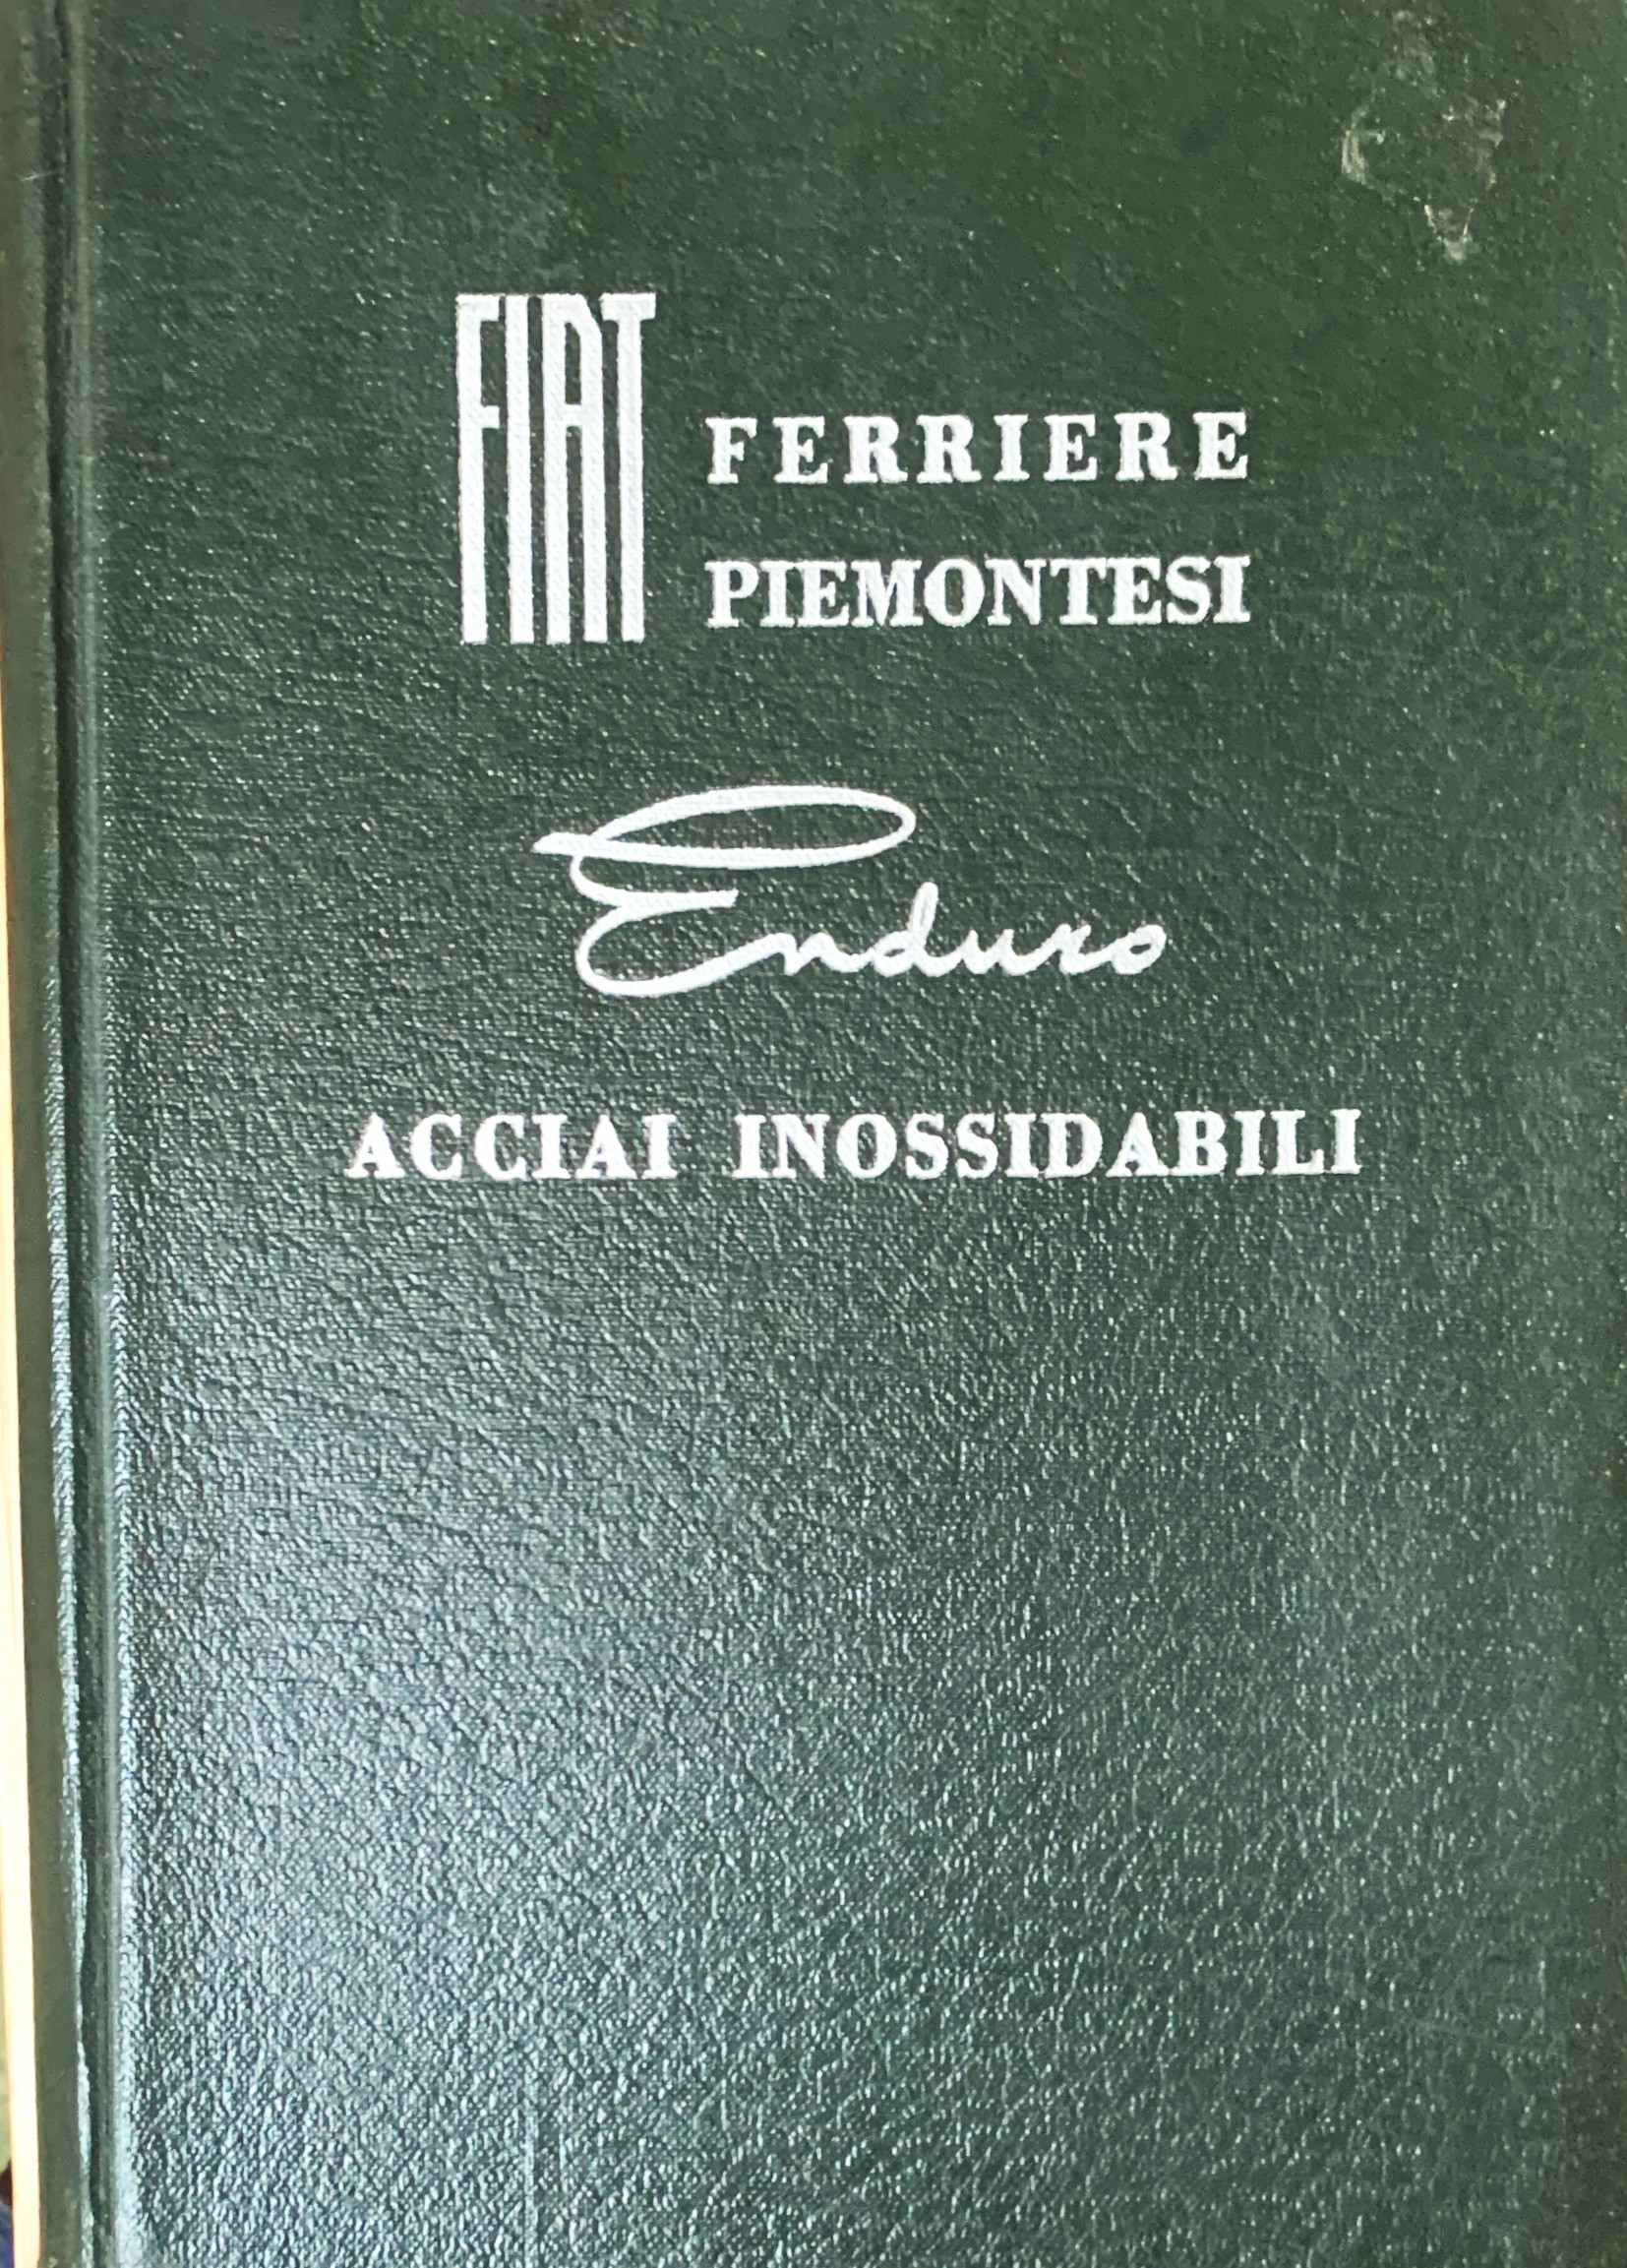 FIAT FERRIERE
PIEMONTESI
Enduro
ACCIAI INOSSIDABILI